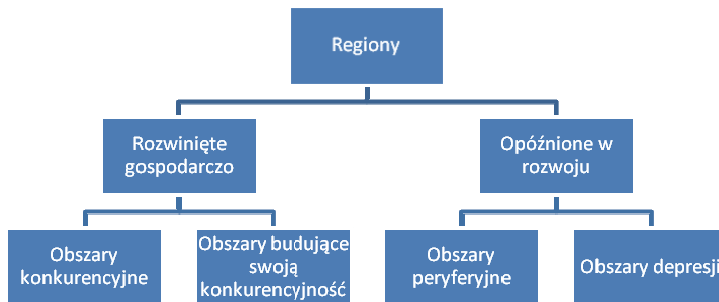 Regiony
Rozwinięte
gospodarczo
Opóźnione w
rozwoju
Obszary
konkurencyjne
Obszary budujące
swoją
konkurencyjność
Obszary
peryferyjne
Obszary depresji